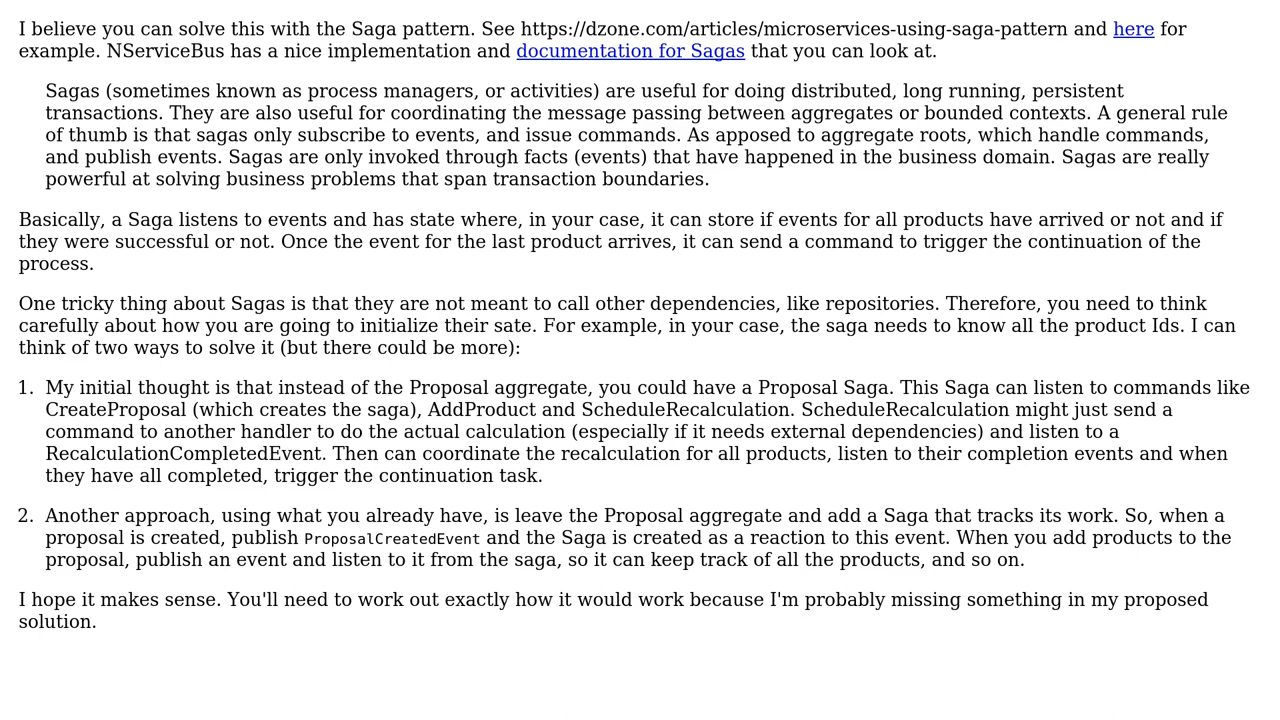 I believe you can solve this with the Saga pattern. See https://dzone.com/articles/microservices-using-saga-pattern and here for
example. NServiceBus has a nice implementation and documentation for Sagas that you can look at.
Sagas (sometimes known as process managers, or activities) are useful for doing distributed, long running, persistent
transactions. They are also useful for coordinating the message passing between aggregates or bounded contexts. A general rule
of thumb is that sagas only subscribe to events, and issue commands. As apposed to aggregate roots, which handle commands,
and publish events. Sagas are only invoked through facts (events) that have happened in the business domain. Sagas are really
powerful at solving business problems that span transaction boundaries.
Basically, a Saga listens to events and has state where, in your case, it can store if events for all products have arrived or not and if
they were successful or not. Once the event for the last product arrives, it can send a command to trigger the continuation of the
process.
One tricky thing about Sagas is that they are not meant to call other dependencies, like repositories. Therefore, you need to think
carefully about how you are going to initialize their sate. For example, in your case, the saga needs to know all the product Ids. I can
think of two ways to solve it (but there could be more):
1. My initial thought is that instead of the Proposal aggregate, you could have a Proposal Saga. This Saga can listen to commands like
CreateProposal (which creates the saga), AddProduct and ScheduleRecalculation. ScheduleRecalculation might just send a
command to another handler to do the actual calculation (especially if it needs external dependencies) and listen to a
RecalculationCompletedEvent. Then can coordinate the recalculation for all products, listen to their completion events and when
they have all completed, trigger the continuation task.
2. Another approach, using what you already have, is leave the Proposal aggregate and add a Saga that tracks its work. So, when a
proposal is created, publish ProposalCreatedEvent and the Saga is created as a reaction to this event. When you add products to the
proposal, publish an event and listen to it from the saga, so it can keep track of all the products, and so on.
I hope it makes sense. You'll need to work out exactly how it would work because I'm probably missing something in my proposed
solution.